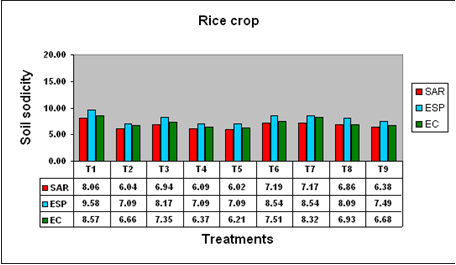 Rice crop
Soil sodicity
20.00
15.00
10.00
5.00
0.00
T1 T2 T3 T4 T5 T6 T7 T8 T9
SAR 8.06 6.04 6.94 6.09 6.02 7.19 7.17 6.86 6.38
ESP 9.58 7.09 8.17 7.09 7.09 8.54 8.54 8.09 7.49
EC 8.57 6.66 7.35 6.37 6.21 7.51 8.32 6.93 6.68
Treatments
SAR
ESP
EC